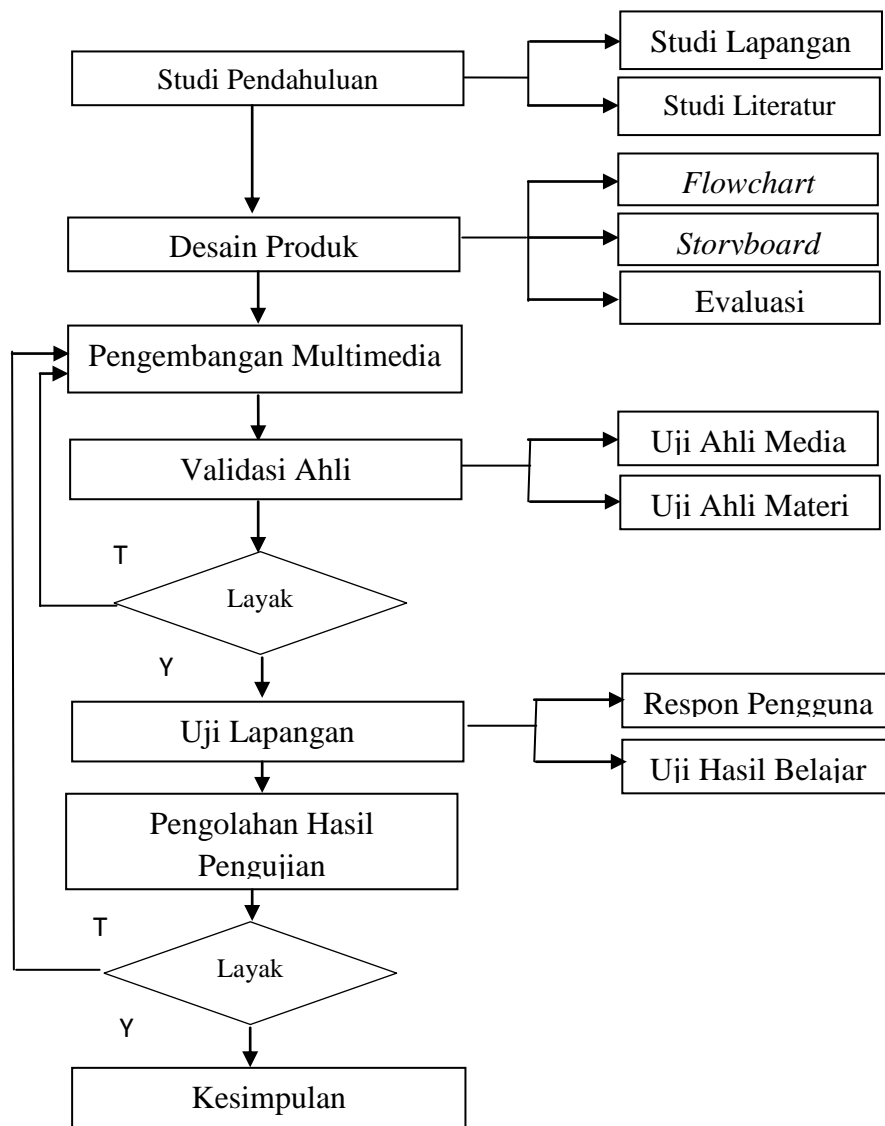 Studi Lapangan
Studi Pendahuluan
Studi Literatur
Flowchart
Desain Produk
Storyboard
Evaluasi
Pengembangan Multimedia
Uji Ahli Media
Validasi Ahli
Uji Ahli Materi
T
Layak
Y
Respon Pengguna
Uji Lapangan
Uji Hasil Belajar
Pengolahan Hasil
Pengujian
T
Layak
Y
Kesimpulan